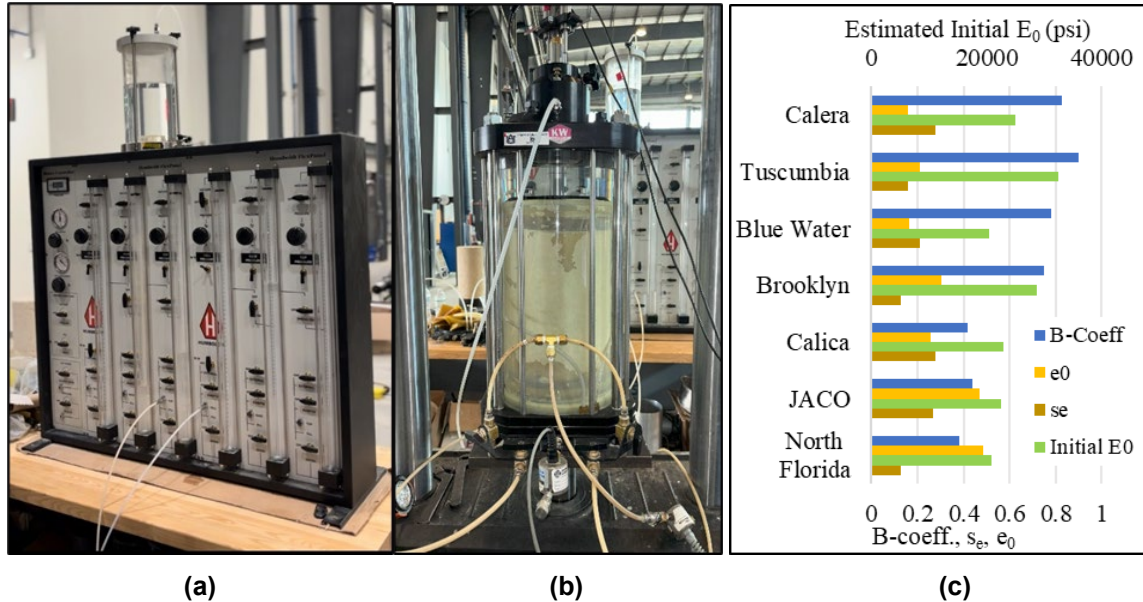 H
KW
H
Estimated Initial E₀ (psi)
0 20000 40000
Calera
Tuscumbia
Blue Water
Brooklyn
Calica
JACO
North
Florida
B-Coeff
e0
se
Initial E0
0 0.2 0.4 0.6 0.8 1
B-coeff., sₑ, e₀
(a)
(b)
(c)